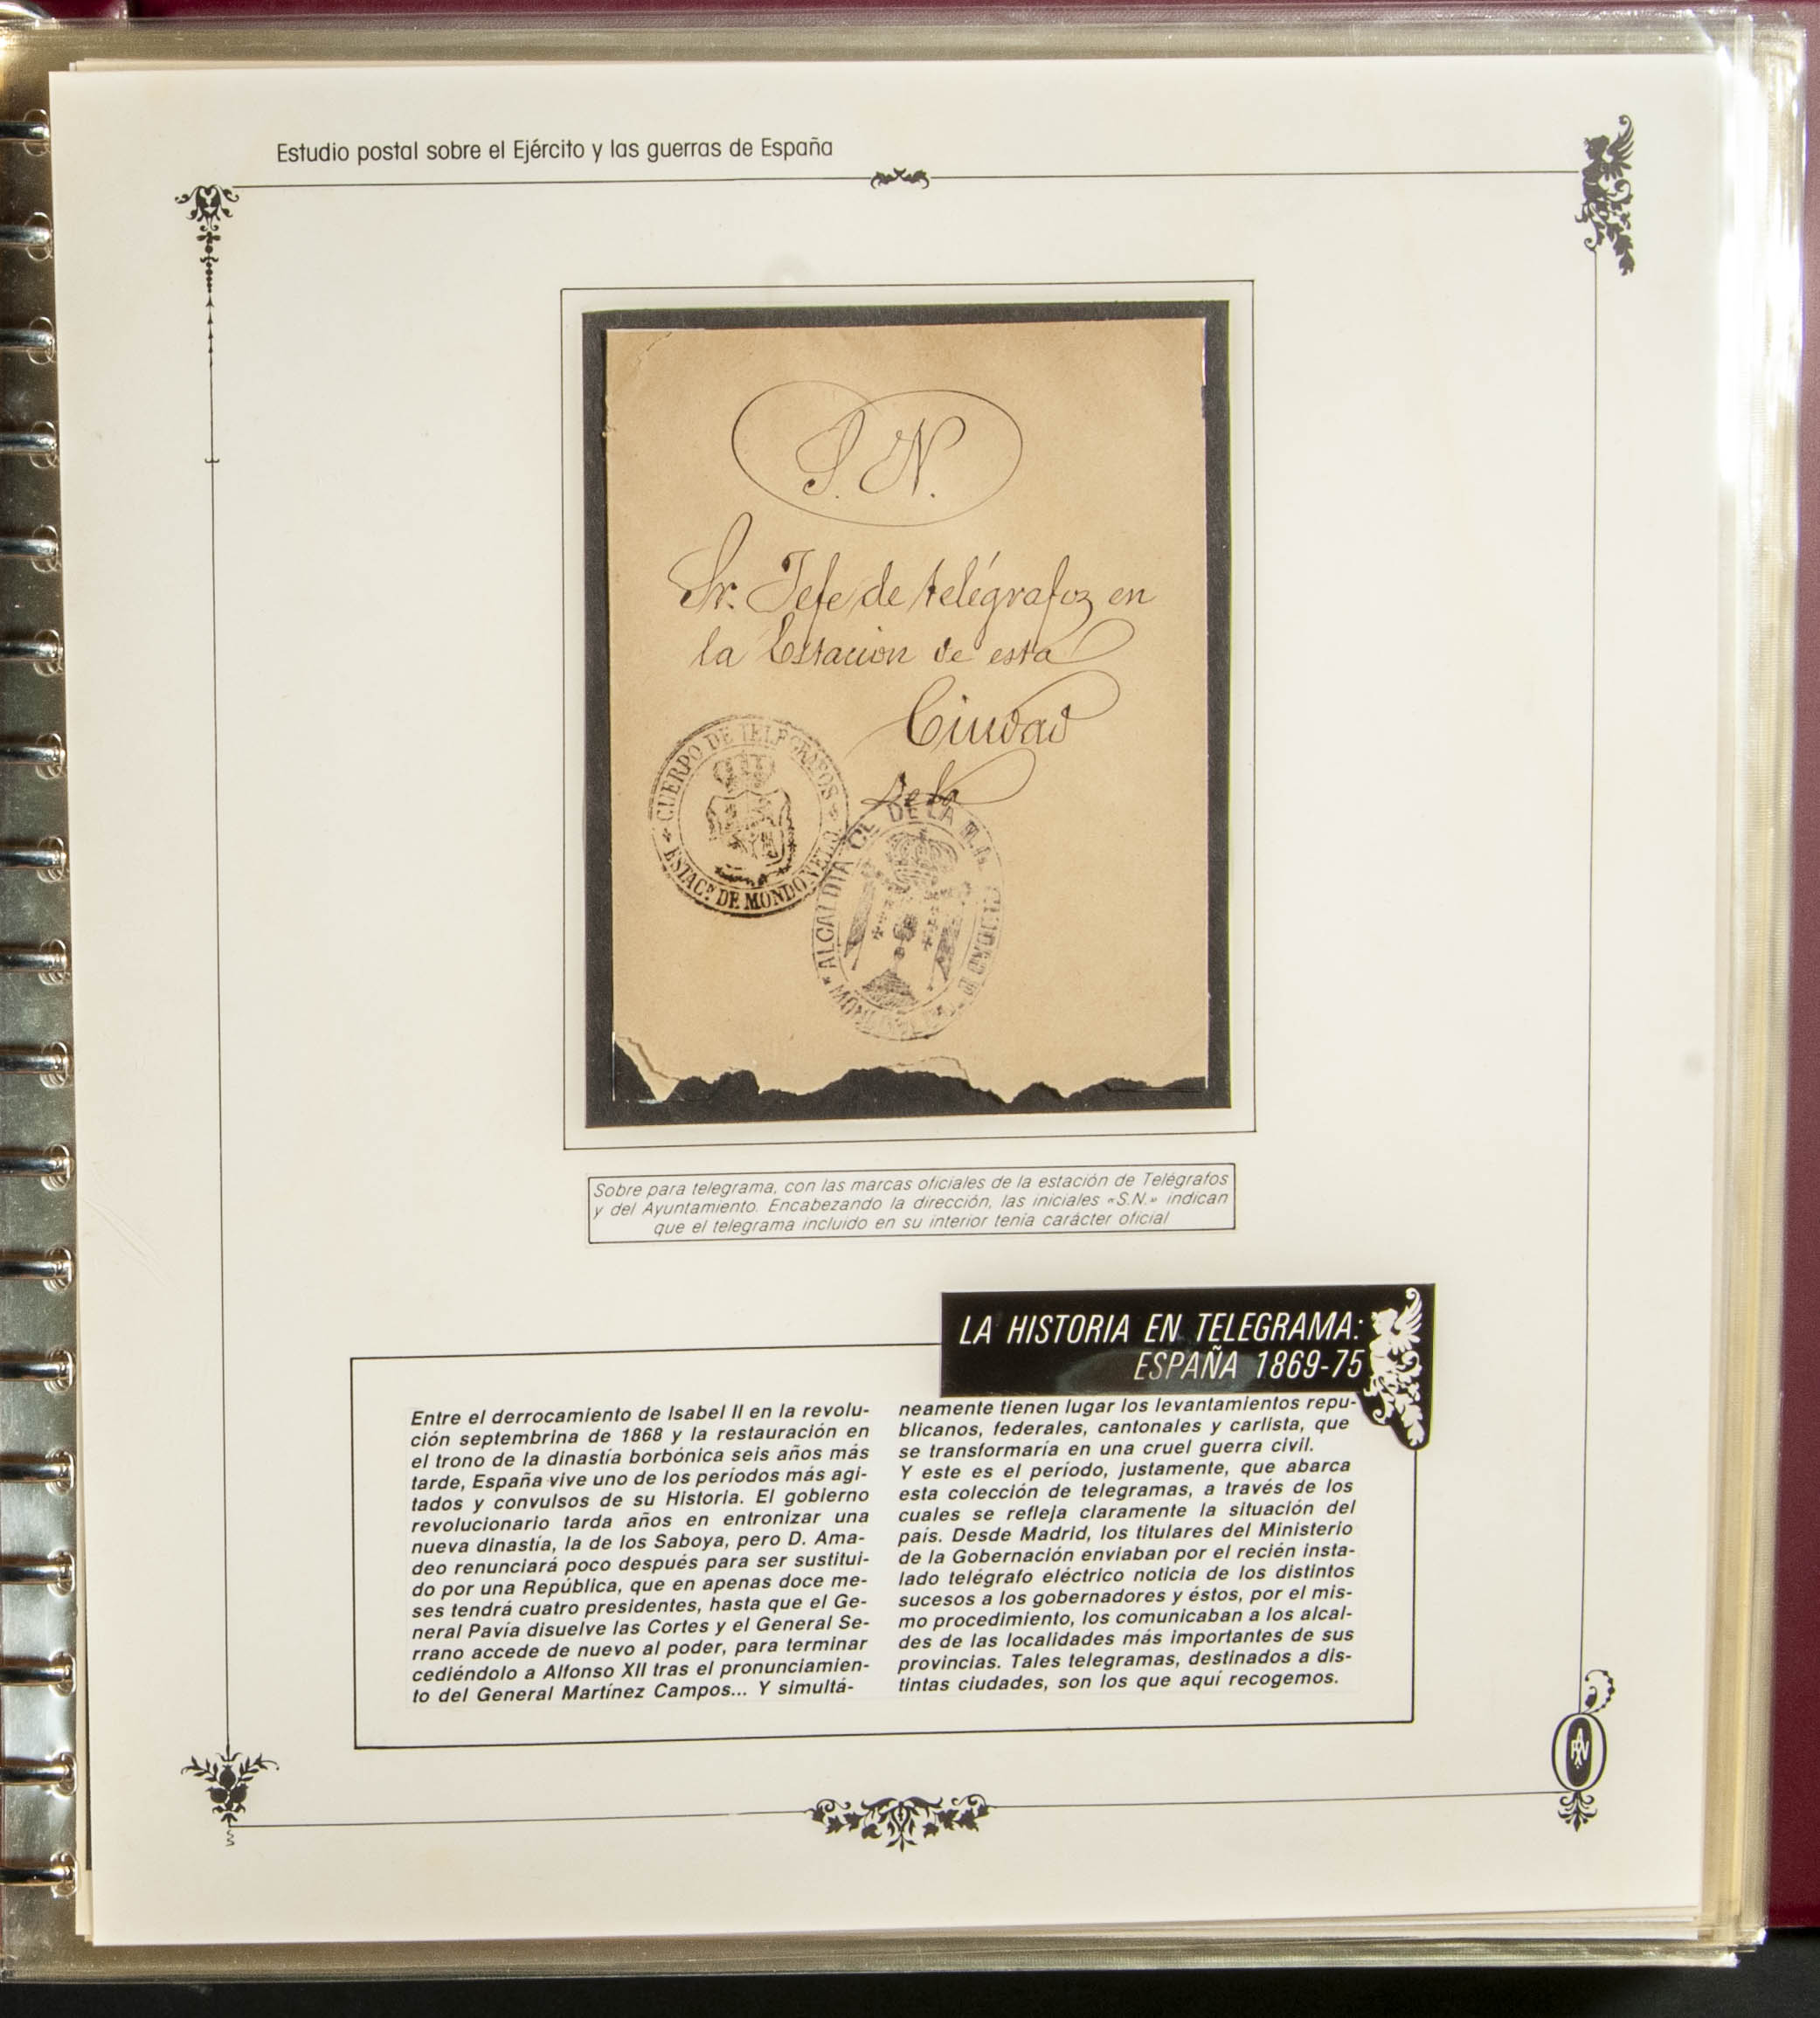 Estudio postal sobre el Ejército y las guerras de España
S. N.
Sr. Jefe de telégrafoz en
la Estacion de esta
Ciudad
CUERPO DE TELEGRAFOS
ESTAC.ⁿ DE MONDOÑEDO
ALCALDIA DE LA M.
Sobre para telegrama, con las marcas oficiales de la estación de Telégrafos
y del Ayuntamiento. Encabezando la dirección, las iniciales «S.N.» indican
que el telegrama incluido en su interior tenía carácter oficial
LA HISTORIA EN TELEGRAMA:
ESPAÑA 1869-75
Entre el derrocamiento de Isabel II en la revolu-
ción septembrina de 1868 y la restauración en
el trono de la dinastía borbónica seis años más
tarde, España vive uno de los períodos más agi-
tados y convulsos de su Historia. El gobierno
revolucionario tarda años en entronizar una
nueva dinastía, la de los Saboya, pero D. Ama-
deo renunciará poco después para ser sustitui-
do por una República, que en apenas doce me-
ses tendrá cuatro presidentes, hasta que el Ge-
neral Pavía disuelve las Cortes y el General Se-
rrano accede de nuevo al poder, para terminar
cediéndolo a Alfonso XII tras el pronunciamien-
to del General Martínez Campos... Y simultá-
neamente tienen lugar los levantamientos repu-
blicanos, federales, cantonales y carlista, que
se transformaría en una cruel guerra civil.
Y este es el período, justamente, que abarca
esta colección de telegramas, a través de los
cuales se refleja claramente la situación del
país. Desde Madrid, los titulares del Ministerio
de la Gobernación enviaban por el recién insta-
lado telégrafo eléctrico noticia de los distintos
sucesos a los gobernadores y éstos, por el mis-
mo procedimiento, los comunicaban a los alcal-
des de las localidades más importantes de sus
provincias. Tales telegramas, destinados a dis-
tintas ciudades, son los que aquí recogemos.